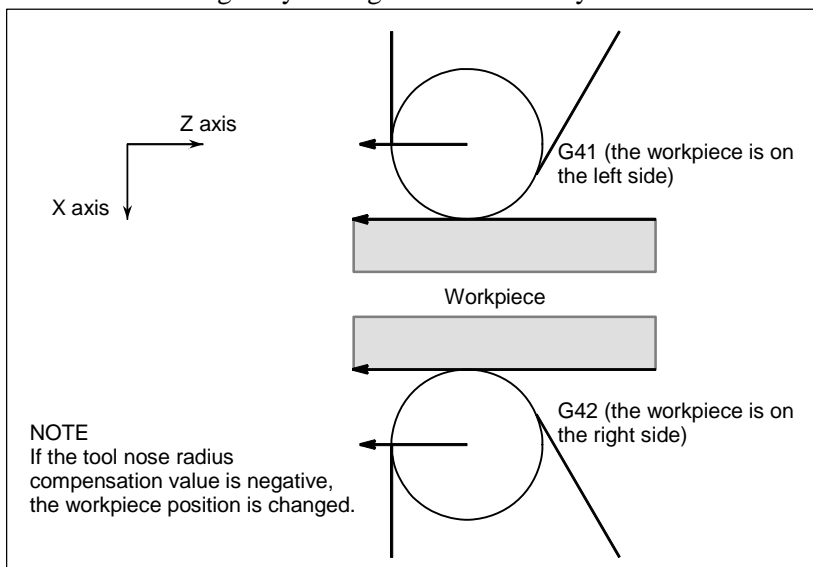 Z axis
X axis
G41 (the workpiece is on
the left side)
Workpiece
G42 (the workpiece is on
the right side)
NOTE
If the tool nose radius
compensation value is negative,
the workpiece position is changed.